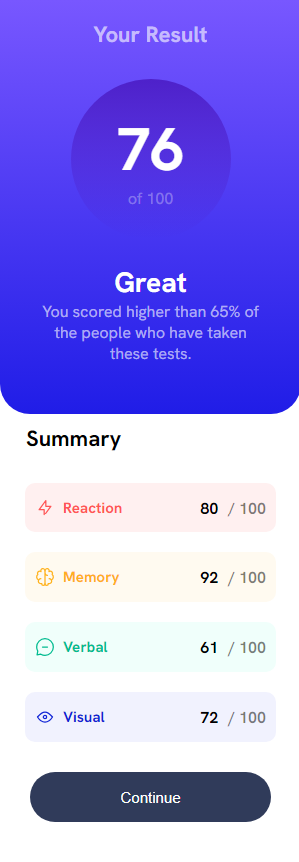 Your Result
76
of 100
Great
You scored higher than 65% of
the people who have taken
these tests.
Summary
Reaction 80 / 100
Memory 92 / 100
Verbal 61 / 100
Visual 72 / 100
Continue